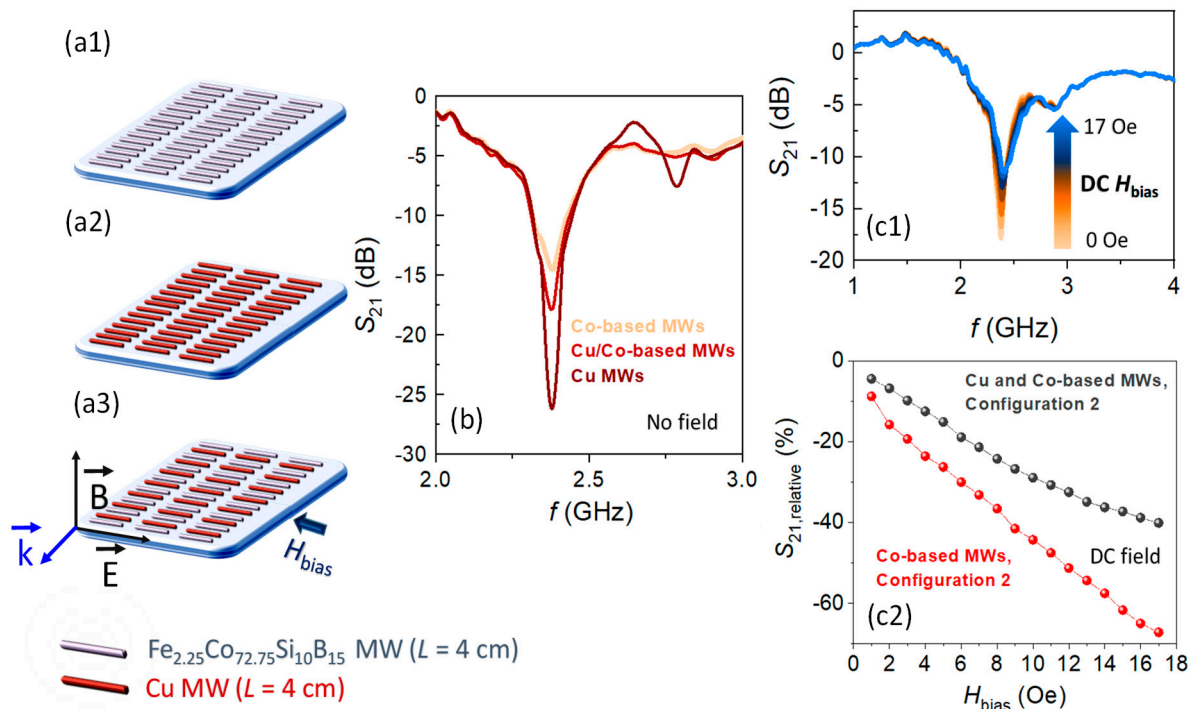 (a1)
(a2)
(a3)
B
k
E
H bias
Fe2.25Co72.75Si10B15 MW (L = 4 cm)
Cu MW (L = 4 cm)
0
-5
-10
-15
-20
-25
-30
S21 (dB)
Co-based MWs
Cu/Co-based MWs
Cu MWs
(b)
No field
2.0 2.5 3.0
f (GHz)
0
-5
-10
-15
-20
S21 (dB)
17 Oe
DC Hbias
0 Oe
(c1)
1 2 3 4
f (GHz)
0
-20
-40
-60
S21,relative (%)
Cu and Co-based MWs,
Configuration 2
Co-based MWs,
Configuration 2
DC field
(c2)
0 2 4 6 8 10 12 14 16 18
Hbias (Oe)